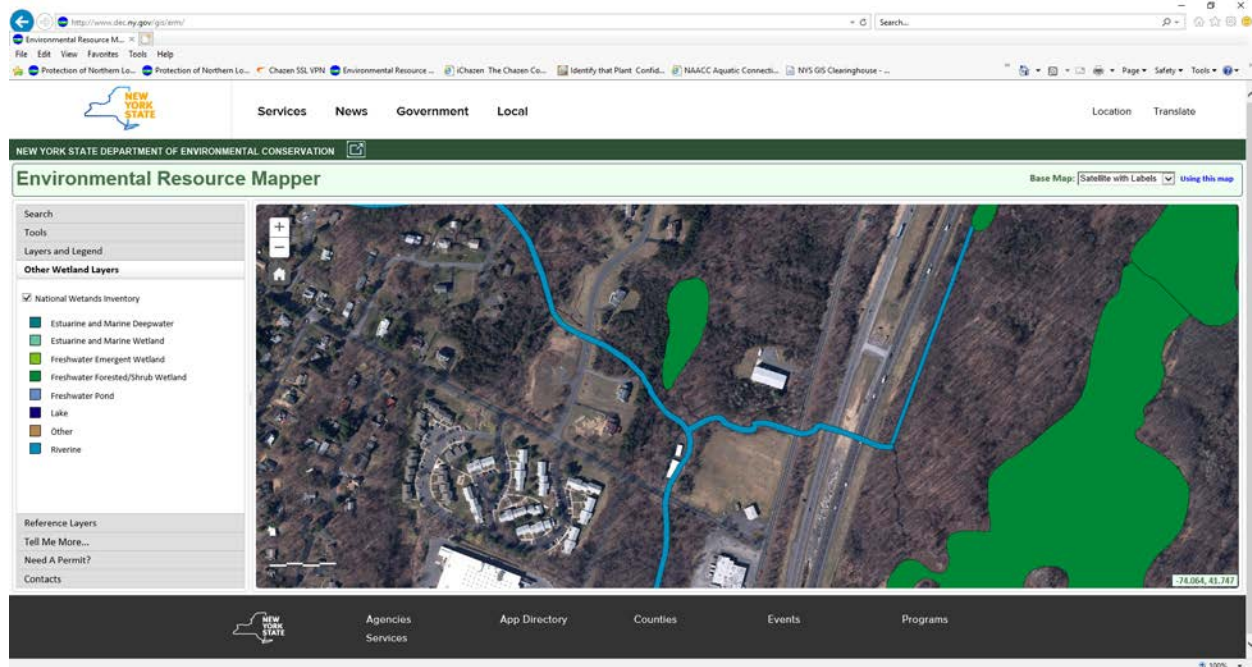 http://www.dec.ny.gov/gis/erm/
Search...
Environmental Resource M...
File Edit View Favorites Tools Help
Protection of Northern Lo... Protection of Northern Lo... Chazen SSL VPN Environmental Resource ... iChazen The Chazen Co... Identify that Plant Confid... NAACC Aquatic Connecti... NYS GIS Clearinghouse - ...
Page Safety Tools
NEW
YORK
STATE
Services News Government Local
Location Translate
NEW YORK STATE DEPARTMENT OF ENVIRONMENTAL CONSERVATION
Environmental Resource Mapper
Base Map: Satellite with Labels Using this map
Search
Tools
Layers and Legend
Other Wetland Layers
National Wetands Inventory
Estuarine and Marine Deepwater
Estuarine and Marine Wetland
Freshwater Emergent Wetland
Freshwater Forested/Shrub Wetland
Freshwater Pond
Lake
Other
Riverine
Reference Layers
Tell Me More...
Need A Permit?
Contacts
+
−
-74.064, 41.747
NEW
YORK
STATE
Agencies App Directory Counties Events Programs
Services
100%